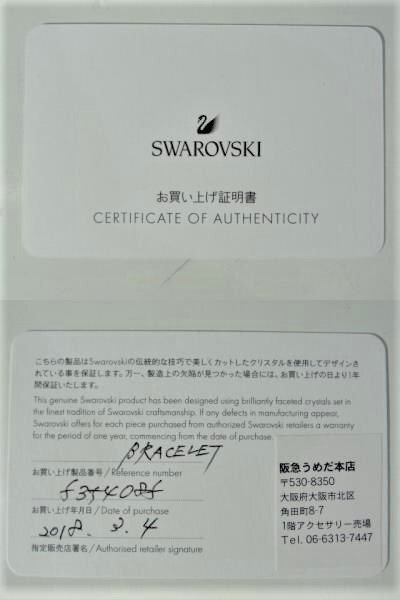 SWAROVSKI
お買い上げ証明書
CERTIFICATE OF AUTHENTICITY
こちらの製品はSwarovskiの伝統的な技巧で美しくカットしたクリスタルを使用してデザインさ
れている事を保証します。万一、製造上の欠陥が見つかった場合には、お買い上げの日より1年
間保証いたします。
This genuine Swarovski product has been designed using brilliantly faceted crystals set in
the finest tradition of Swarovski craftsmanship. If any defects in manufacturing appear,
Swarovski offers for each piece purchased from authorized Swarovski retailers a warranty
for the period of one year, commencing from the date of purchase.
BRACELET
お買い上げ製品番号/Reference number
お買い上げ年月日/Date of purchase
2018. 3. 4
指定販売店署名/Authorised retailer signature
阪急うめだ本店
〒530-8350
大阪府大阪市北区
角田町8-7
1階アクセサリー売場
Tel. 06-6313-7447